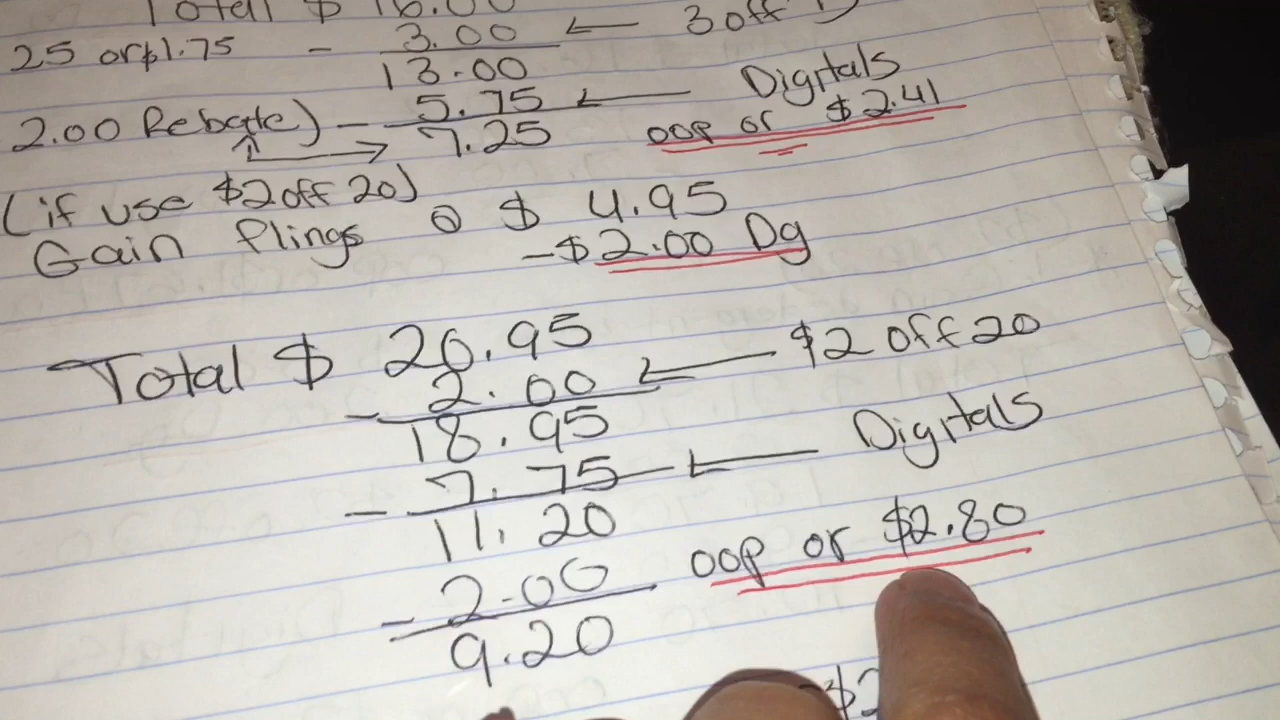 Total $ 16.00
25 or $1.75 - 3.00 ← 3 off
13.00
Digitals
2.00 Rebate) - 5.75 ←
7.25 oop or $2.41
(if use $2 off 20)
Gain flings @ $ 4.95
-$2.00 Dg
Total $ 20.95
- 2.00 ← $2 off 20
18.95
- 7.75 ← Digitals
11.20 oop or $2.80
- 2.00
9.20